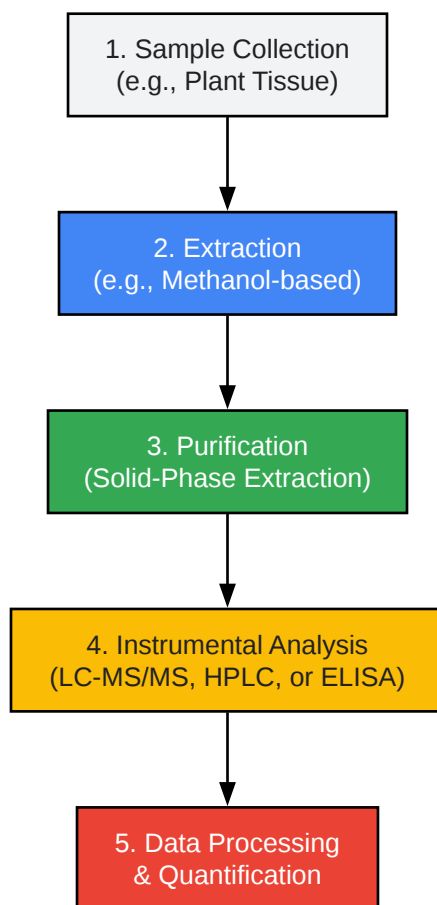 1. Sample Collection
(e.g., Plant Tissue)
2. Extraction
(e.g., Methanol-based)
3. Purification
(Solid-Phase Extraction)
4. Instrumental Analysis
(LC-MS/MS, HPLC, or ELISA)
5. Data Processing
& Quantification